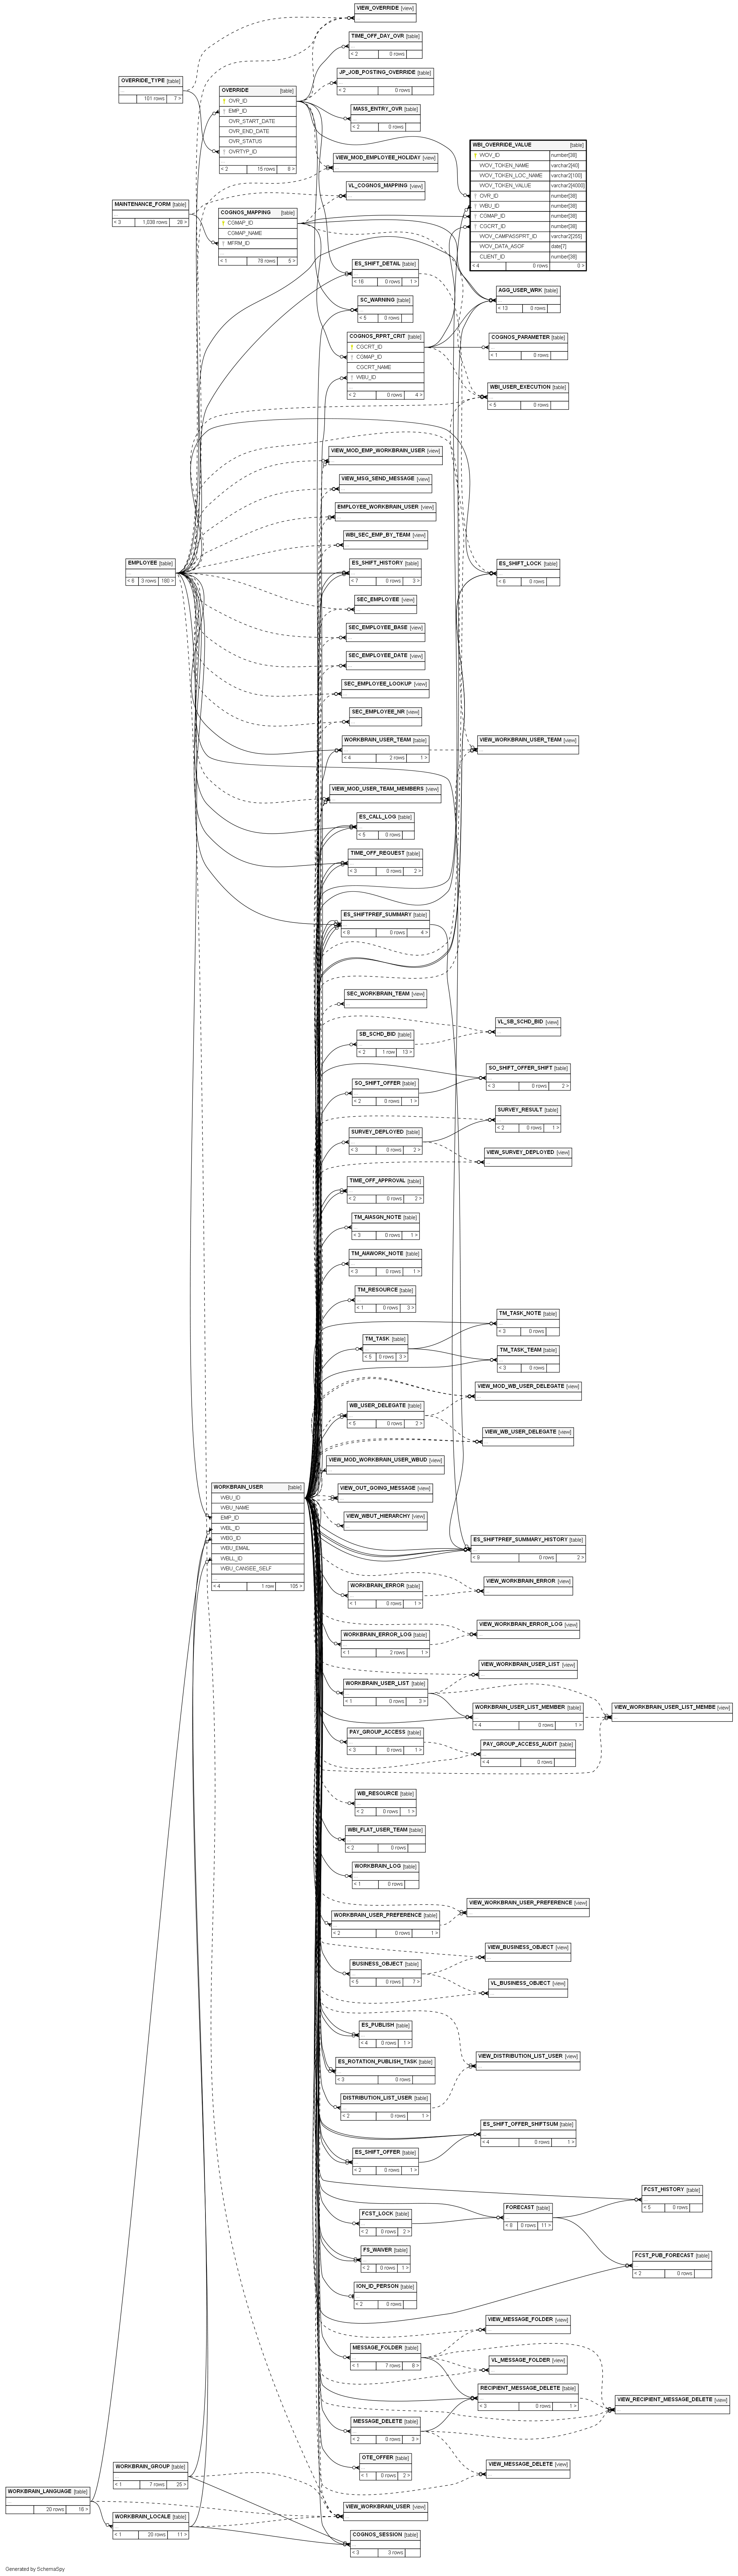 VIEW_OVERRIDE [view]
...
TIME_OFF_DAY_OVR [table]
...
< 2 0 rows
OVERRIDE_TYPE [table]
...
101 rows 7 >
JP_JOB_POSTING_OVERRIDE [table]
...
< 2 0 rows
OVERRIDE [table]
OVR_ID
EMP_ID
OVR_START_DATE
OVR_END_DATE
OVR_STATUS
OVRTYP_ID
...
< 2 15 rows 8 >
MASS_ENTRY_OVR [table]
...
< 2 0 rows
WBI_OVERRIDE_VALUE [table]
WOV_ID number[38]
WOV_TOKEN_NAME varchar2[40]
WOV_TOKEN_LOC_NAME varchar2[100]
WOV_TOKEN_VALUE varchar2[4000]
OVR_ID number[38]
WBU_ID number[38]
CGMAP_ID number[38]
CGCRT_ID number[38]
WOV_CAMPASSPRT_ID varchar2[255]
WOV_DATA_ASOF date[7]
CLIENT_ID number[38]
< 4 0 rows 0 >
VIEW_MOD_EMPLOYEE_HOLIDAY [view]
...
VL_COGNOS_MAPPING [view]
...
MAINTENANCE_FORM [table]
...
< 3 1,038 rows 26 >
COGNOS_MAPPING [table]
CGMAP_ID
CGMAP_NAME
MFRM_ID
...
< 1 78 rows 5 >
ES_SHIFT_DETAIL [table]
...
< 16 0 rows 1 >
AGG_USER_WRK [table]
...
< 13 0 rows
SC_WARNING [table]
...
< 5 0 rows
COGNOS_RPRT_CRIT [table]
CGCRT_ID
CGMAP_ID
CGCRT_NAME
WBU_ID
...
< 2 0 rows 4 >
COGNOS_PARAMETER [table]
...
< 1 0 rows
WBI_USER_EXECUTION [table]
...
< 5 0 rows
VIEW_MOD_EMP_WORKBRAIN_USER [view]
...
VIEW_MSG_SEND_MESSAGE [view]
...
EMPLOYEE_WORKBRAIN_USER [view]
...
WBI_SEC_EMP_BY_TEAM [view]
...
EMPLOYEE [table]
...
< 6 3 rows 180 >
ES_SHIFT_HISTORY [table]
...
< 7 0 rows 3 >
ES_SHIFT_LOCK [table]
...
< 6 0 rows
SEC_EMPLOYEE [view]
...
SEC_EMPLOYEE_BASE [view]
...
SEC_EMPLOYEE_DATE [view]
...
SEC_EMPLOYEE_LOOKUP [view]
...
SEC_EMPLOYEE_NR [view]
...
WORKBRAIN_USER_TEAM [table]
...
< 4 2 rows 1 >
VIEW_WORKBRAIN_USER_TEAM [view]
...
VIEW_MOD_USER_TEAM_MEMBERS [view]
...
ES_CALL_LOG [table]
...
< 5 0 rows
TIME_OFF_REQUEST [table]
...
< 3 0 rows 2 >
ES_SHIFTPREF_SUMMARY [table]
...
< 8 0 rows 4 >
SEC_WORKBRAIN_TEAM [view]
...
VL_SB_SCHD_BID [view]
...
SB_SCHD_BID [table]
...
< 2 1 row 13 >
SO_SHIFT_OFFER_SHIFT [table]
...
< 3 0 rows 2 >
SO_SHIFT_OFFER [table]
...
< 2 0 rows 1 >
SURVEY_RESULT [table]
...
< 2 0 rows 1 >
SURVEY_DEPLOYED [table]
...
< 3 0 rows 2 >
VIEW_SURVEY_DEPLOYED [view]
...
TIME_OFF_APPROVAL [table]
...
< 2 0 rows 2 >
TM_AIASGN_NOTE [table]
...
< 3 0 rows 1 >
TM_AIAWORK_NOTE [table]
...
< 3 0 rows 1 >
TM_RESOURCE [table]
...
< 1 0 rows 3 >
TM_TASK_NOTE [table]
...
< 3 0 rows
TM_TASK [table]
...
< 5 0 rows 3 >
TM_TASK_TEAM [table]
...
< 3 0 rows
VIEW_MOD_WB_USER_DELEGATE [view]
...
WB_USER_DELEGATE [table]
...
< 5 0 rows 2 >
VIEW_WB_USER_DELEGATE [view]
...
VIEW_MOD_WORKBRAIN_USER_WBUD [view]
...
WORKBRAIN_USER [table]
WBU_ID
WBU_NAME
EMP_ID
WBL_ID
WBG_ID
WBU_EMAIL
WBLL_ID
WBU_CANSEE_SELF
...
< 4 1 row 105 >
VIEW_OUT_GOING_MESSAGE [view]
...
VIEW_WBUT_HIERARCHY [view]
...
ES_SHIFTPREF_SUMMARY_HISTORY [table]
...
< 9 0 rows 2 >
VIEW_WORKBRAIN_ERROR [view]
...
WORKBRAIN_ERROR [table]
...
< 1 0 rows 1 >
VIEW_WORKBRAIN_ERROR_LOG [view]
...
WORKBRAIN_ERROR_LOG [table]
...
< 1 2 rows 1 >
VIEW_WORKBRAIN_USER_LIST [view]
...
WORKBRAIN_USER_LIST [table]
...
< 1 0 rows 3 >
WORKBRAIN_USER_LIST_MEMBER [table]
...
< 4 0 rows 1 >
VIEW_WORKBRAIN_USER_LIST_MEMBE [view]
...
PAY_GROUP_ACCESS [table]
...
< 3 0 rows 1 >
PAY_GROUP_ACCESS_AUDIT [table]
...
< 4 0 rows
WB_RESOURCE [table]
...
< 2 0 rows 1 >
WBI_FLAT_USER_TEAM [table]
...
< 2 0 rows
WORKBRAIN_LOG [table]
...
< 1 0 rows
VIEW_WORKBRAIN_USER_PREFERENCE [view]
...
WORKBRAIN_USER_PREFERENCE [table]
...
< 2 0 rows 1 >
VIEW_BUSINESS_OBJECT [view]
...
BUSINESS_OBJECT [table]
...
< 5 0 rows 7 >
VL_BUSINESS_OBJECT [view]
...
ES_PUBLISH [table]
...
< 4 0 rows 1 >
VIEW_DISTRIBUTION_LIST_USER [view]
...
ES_ROTATION_PUBLISH_TASK [table]
...
< 3 0 rows
DISTRIBUTION_LIST_USER [table]
...
< 2 0 rows 1 >
ES_SHIFT_OFFER_SHIFTSUM [table]
...
< 4 0 rows 1 >
ES_SHIFT_OFFER [table]
...
< 2 0 rows 1 >
FCST_HISTORY [table]
...
< 5 0 rows
FORECAST [table]
...
< 9 0 rows 11 >
FCST_LOCK [table]
...
< 2 0 rows 2 >
FS_WAIVER [table]
...
< 2 0 rows 1 >
FCST_PUB_FORECAST [table]
...
< 2 0 rows
ION_ID_PERSON [table]
...
< 2 0 rows
VIEW_MESSAGE_FOLDER [view]
...
MESSAGE_FOLDER [table]
...
< 1 7 rows 8 >
VL_MESSAGE_FOLDER [view]
...
RECIPIENT_MESSAGE_DELETE [table]
...
< 3 0 rows 1 >
VIEW_RECIPIENT_MESSAGE_DELETE [view]
...
MESSAGE_DELETE [table]
...
< 2 0 rows 3 >
OTE_OFFER [table]
...
< 1 0 rows 2 >
VIEW_MESSAGE_DELETE [view]
...
WORKBRAIN_GROUP [table]
...
< 1 7 rows 25 >
WORKBRAIN_LANGUAGE [table]
...
20 rows 16 >
WORKBRAIN_LOCALE [table]
...
< 1 20 rows 11 >
VIEW_WORKBRAIN_USER [view]
...
COGNOS_SESSION [table]
...
< 3 3 rows
Generated by SchemaSpy